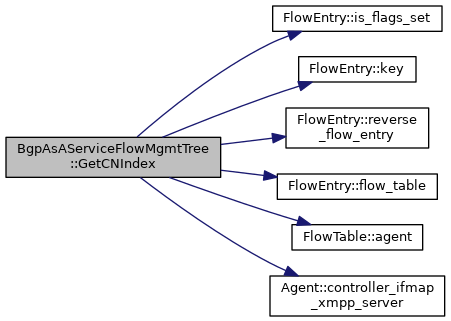 BgpAsAServiceFlowMgmtTree
::GetCNIndex
FlowEntry::is_flags_set
FlowEntry::key
FlowEntry::reverse
_flow_entry
FlowEntry::flow_table
FlowTable::agent
Agent::controller_ifmap
_xmpp_server